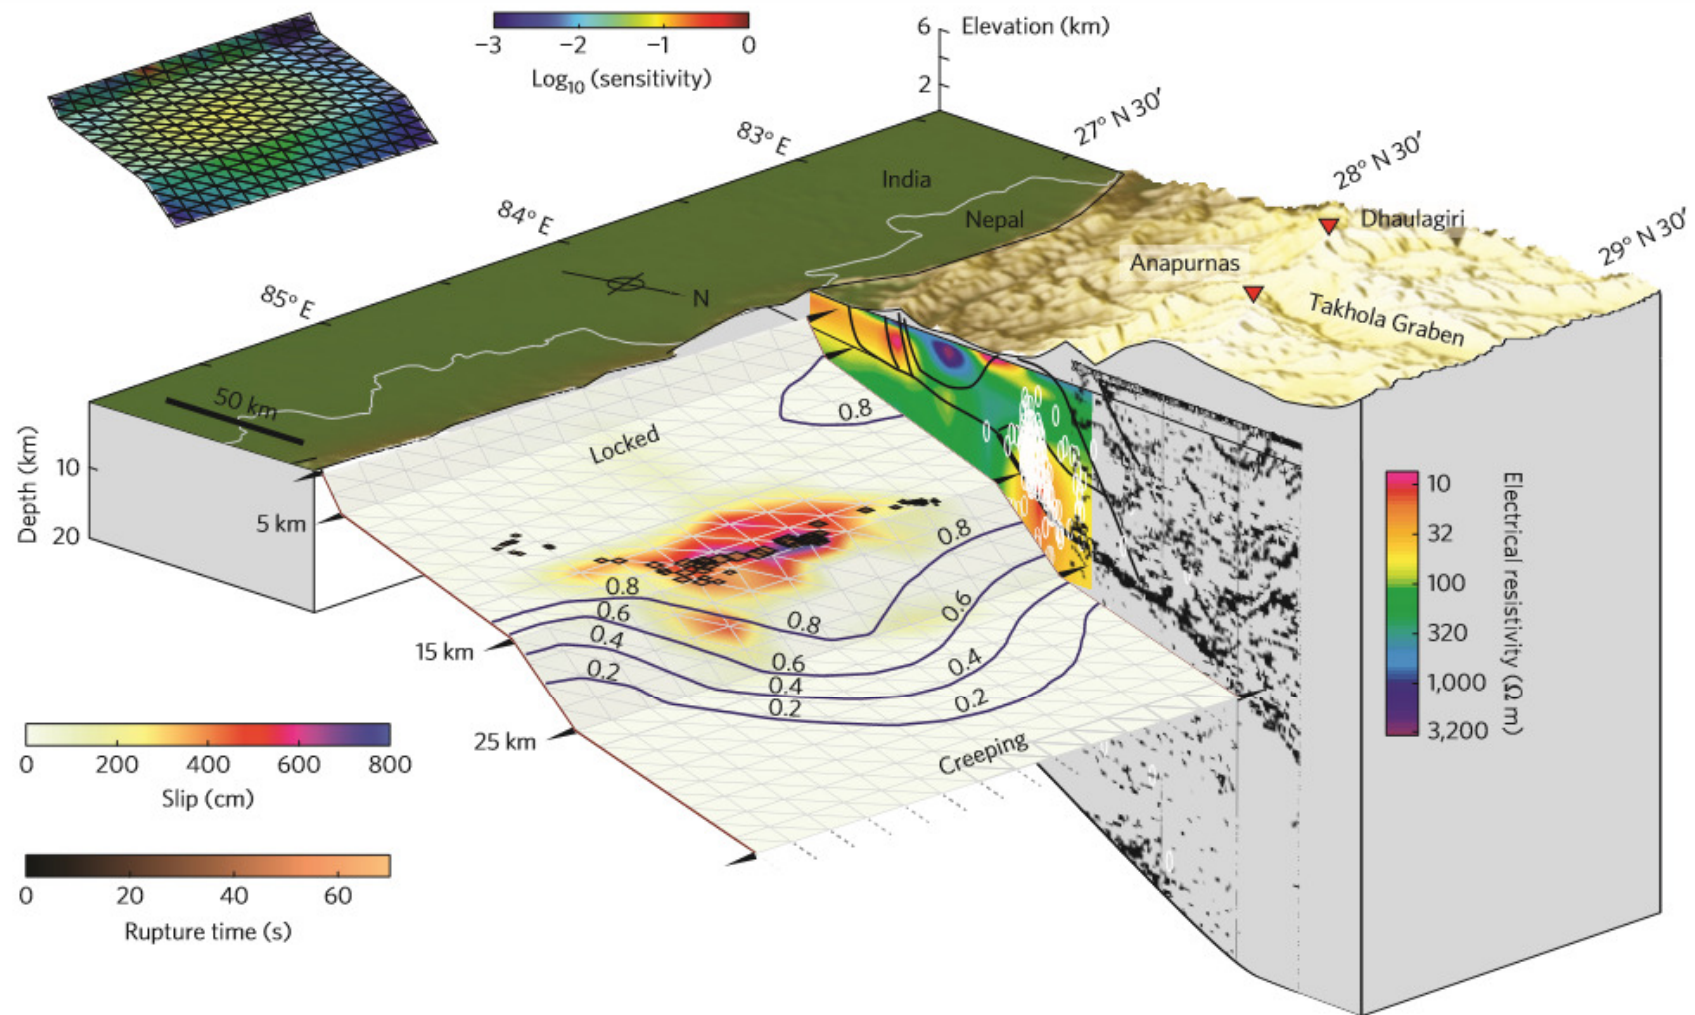 −3 −2 −1 0
Log10 (sensitivity)
6 Elevation (km)
2
27° N 30′
28° N 30′
29° N 30′
83° E
84° E
85° E
India
Nepal
Dhaulagiri
Anapurnas
Takhola Graben
N
50 km
Depth (km)
10
20
5 km
15 km
25 km
Locked
0.8
0.8
0.8 0.8
0.6 0.6 0.6
0.4 0.4 0.4
0.2 0.2 0.2
Creeping
10
32
100
320
1,000
3,200
Electrical resistivity (Ω m)
0 200 400 600 800
Slip (cm)
0 20 40 60
Rupture time (s)